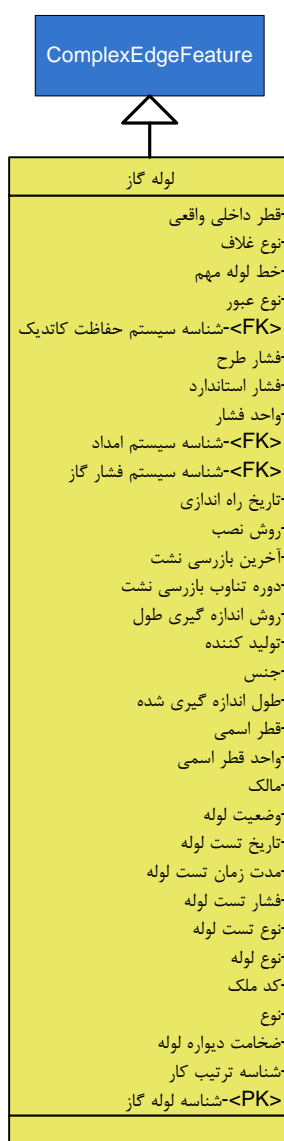 ComplexEdgeFeature
لوله گاز
-قطر داخلی واقعی
-نوع غلاف
-خط لوله مهم
-نوع عبور
<FK>-شناسه سیستم حفاظت کاتدیک
-فشار طرح
-فشار استاندارد
-واحد فشار
<FK>-شناسه سیستم امداد
<FK>-شناسه سیستم فشار گاز
-تاریخ راه اندازی
-روش نصب
-آخرین بازرسی نشت
-دوره تناوب بازرسی نشت
-روش اندازه گیری طول
-تولید کننده
-جنس
-طول اندازه گیری شده
-قطر اسمی
-واحد قطر اسمی
-مالک
-وضعیت لوله
-تاریخ تست لوله
-مدت زمان تست لوله
-فشار تست لوله
-نوع تست لوله
-نوع لوله
-کد ملک
-نوع
-ضخامت دیواره لوله
-شناسه ترتیب کار
<PK>-شناسه لوله گاز